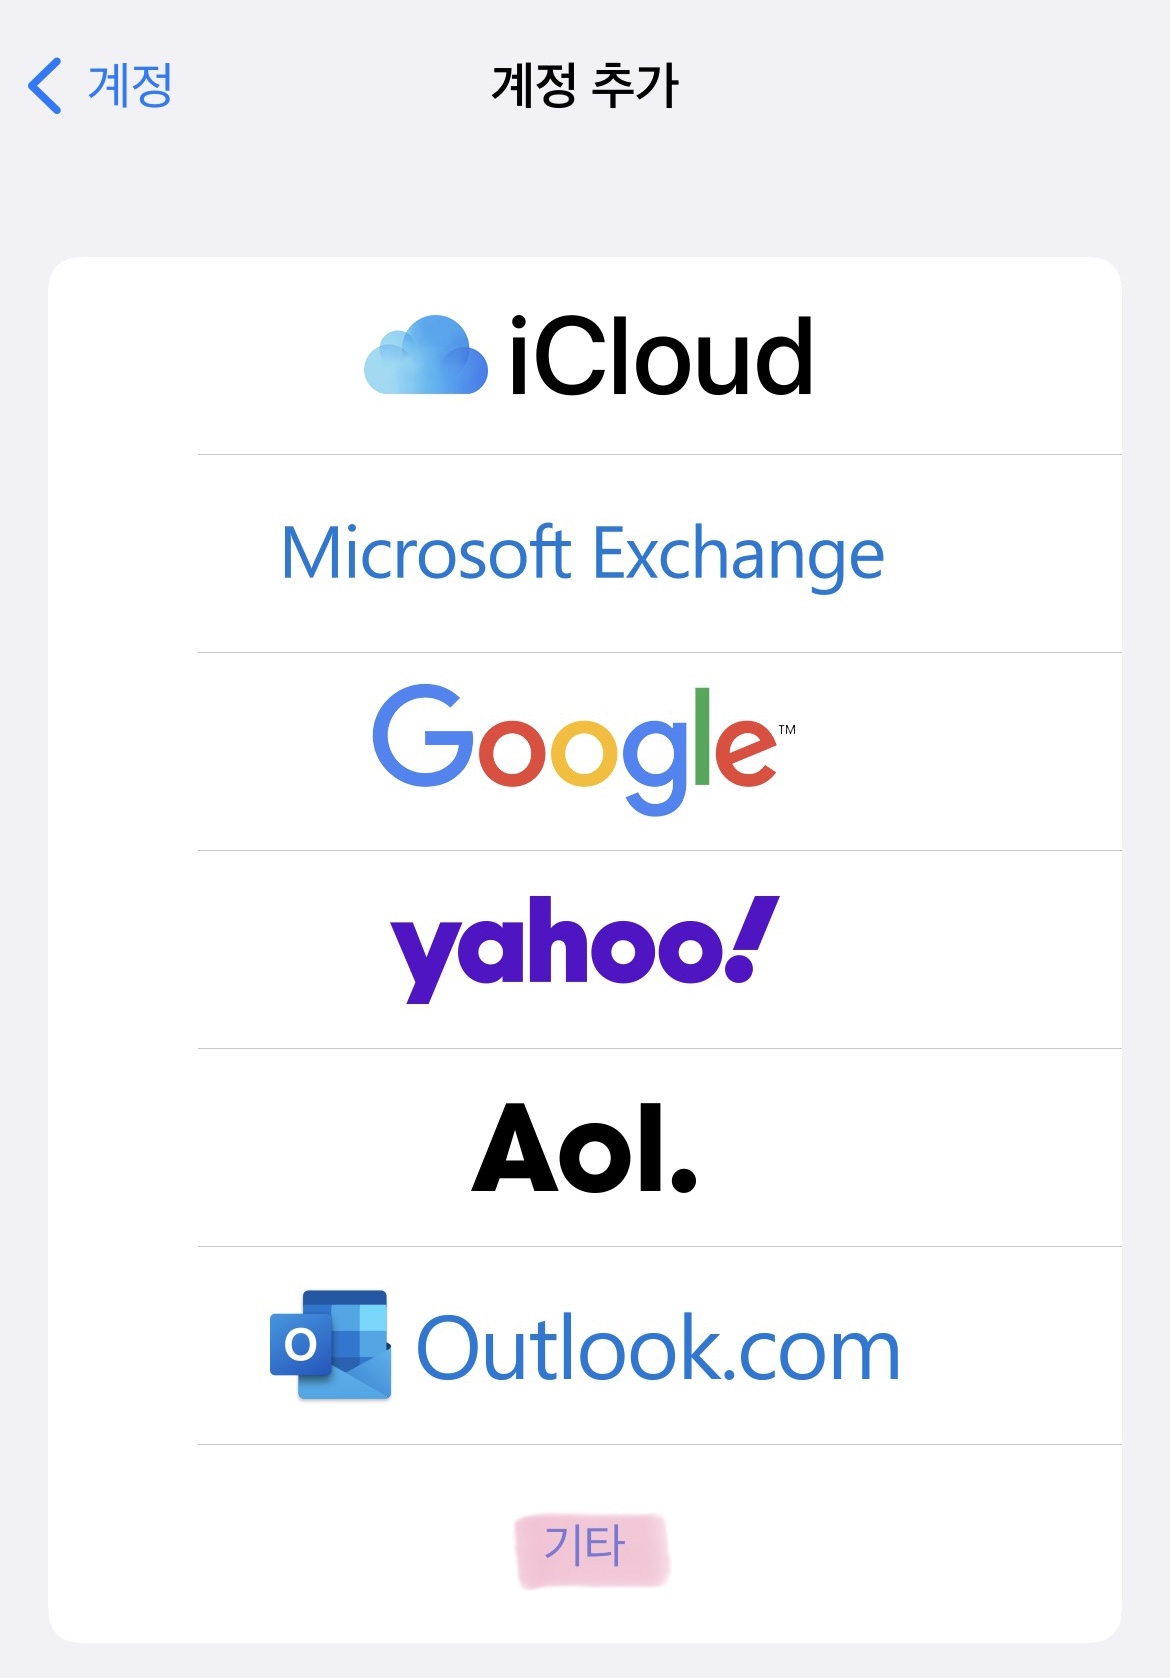 계정
계정 추가
iCloud
Microsoft Exchange
Google™
yahoo!
Aol.
O Outlook.com
기타